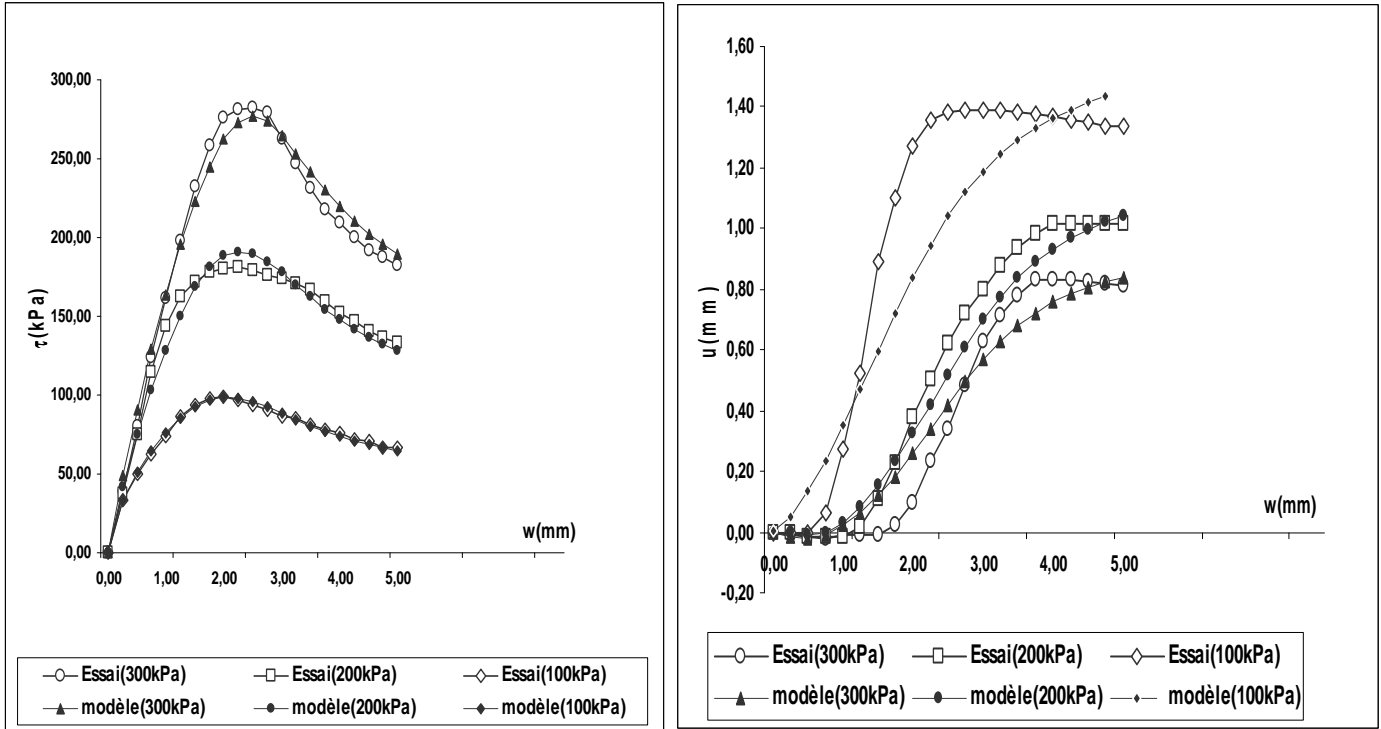 300,00
250,00
200,00
150,00
100,00
50,00
0,00
τ(kPa)
w(mm)
0,00 1,00 2,00 3,00 4,00 5,00
Essai(300kPa) Essai(200kPa) Essai(100kPa)
modèle(300kPa) modèle(200kPa) modèle(100kPa)
1,60
1,40
1,20
1,00
0,80
0,60
0,40
0,20
0,00
-0,20
u(mm)
w(mm)
0,00 1,00 2,00 3,00 4,00 5,00
Essai(300kPa) Essai(200kPa) Essai(100kPa)
modèle(300kPa) modèle(200kPa) modèle(100kPa)